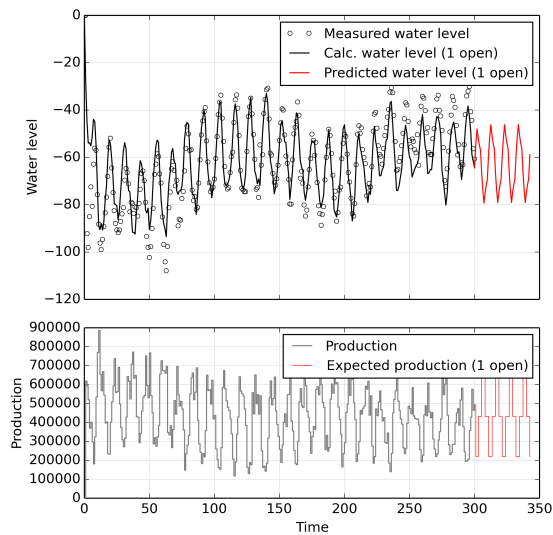 0
−20
−40
−60
−80
−100
−120
Water level
Measured water level
Calc. water level (1 open)
Predicted water level (1 open)
900000
800000
700000
600000
500000
400000
300000
200000
100000
0
Production
Production
Expected production (1 open)
0 50 100 150 200 250 300 350
Time